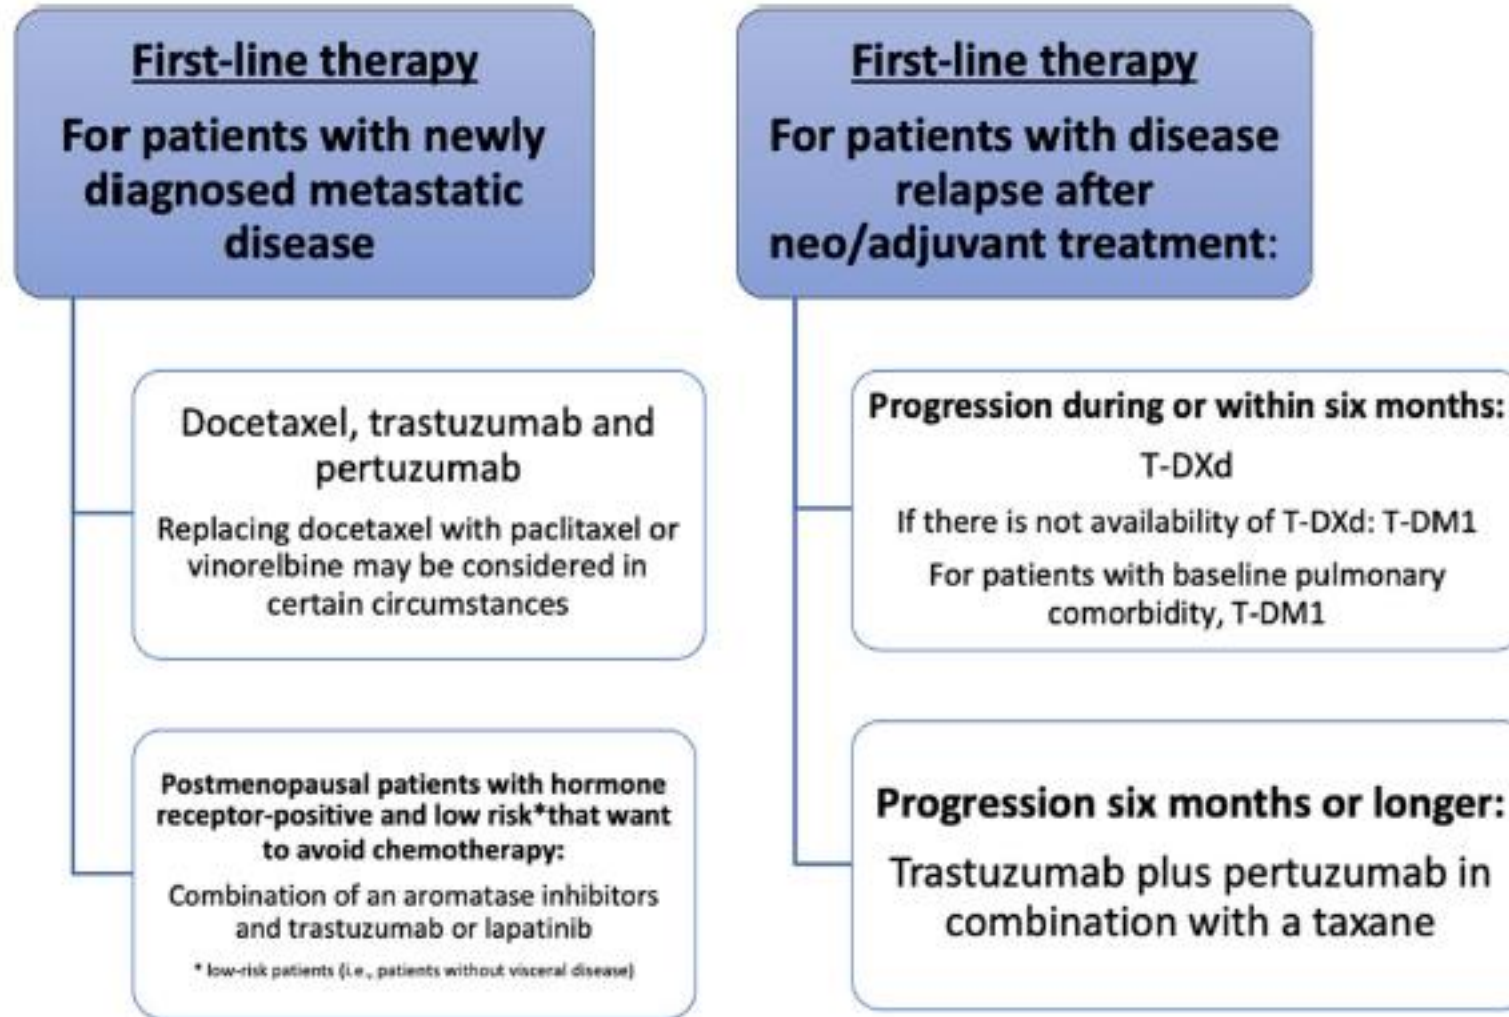 First-line therapy
For patients with newly
diagnosed metastatic
disease
Docetaxel, trastuzumab and
pertuzumab
Replacing docetaxel with paclitaxel or
vinorelbine may be considered in
certain circumstances
Postmenopausal patients with hormone
receptor-positive and low risk*that want
to avoid chemotherapy:
Combination of an aromatase inhibitors
and trastuzumab or lapatinib
* low-risk patients (i.e., patients without visceral disease)
First-line therapy
For patients with disease
relapse after
neo/adjuvant treatment:
Progression during or within six months:
T-DXd
If there is not availability of T-DXd: T-DM1
For patients with baseline pulmonary
comorbidity, T-DM1
Progression six months or longer:
Trastuzumab plus pertuzumab in
combination with a taxane